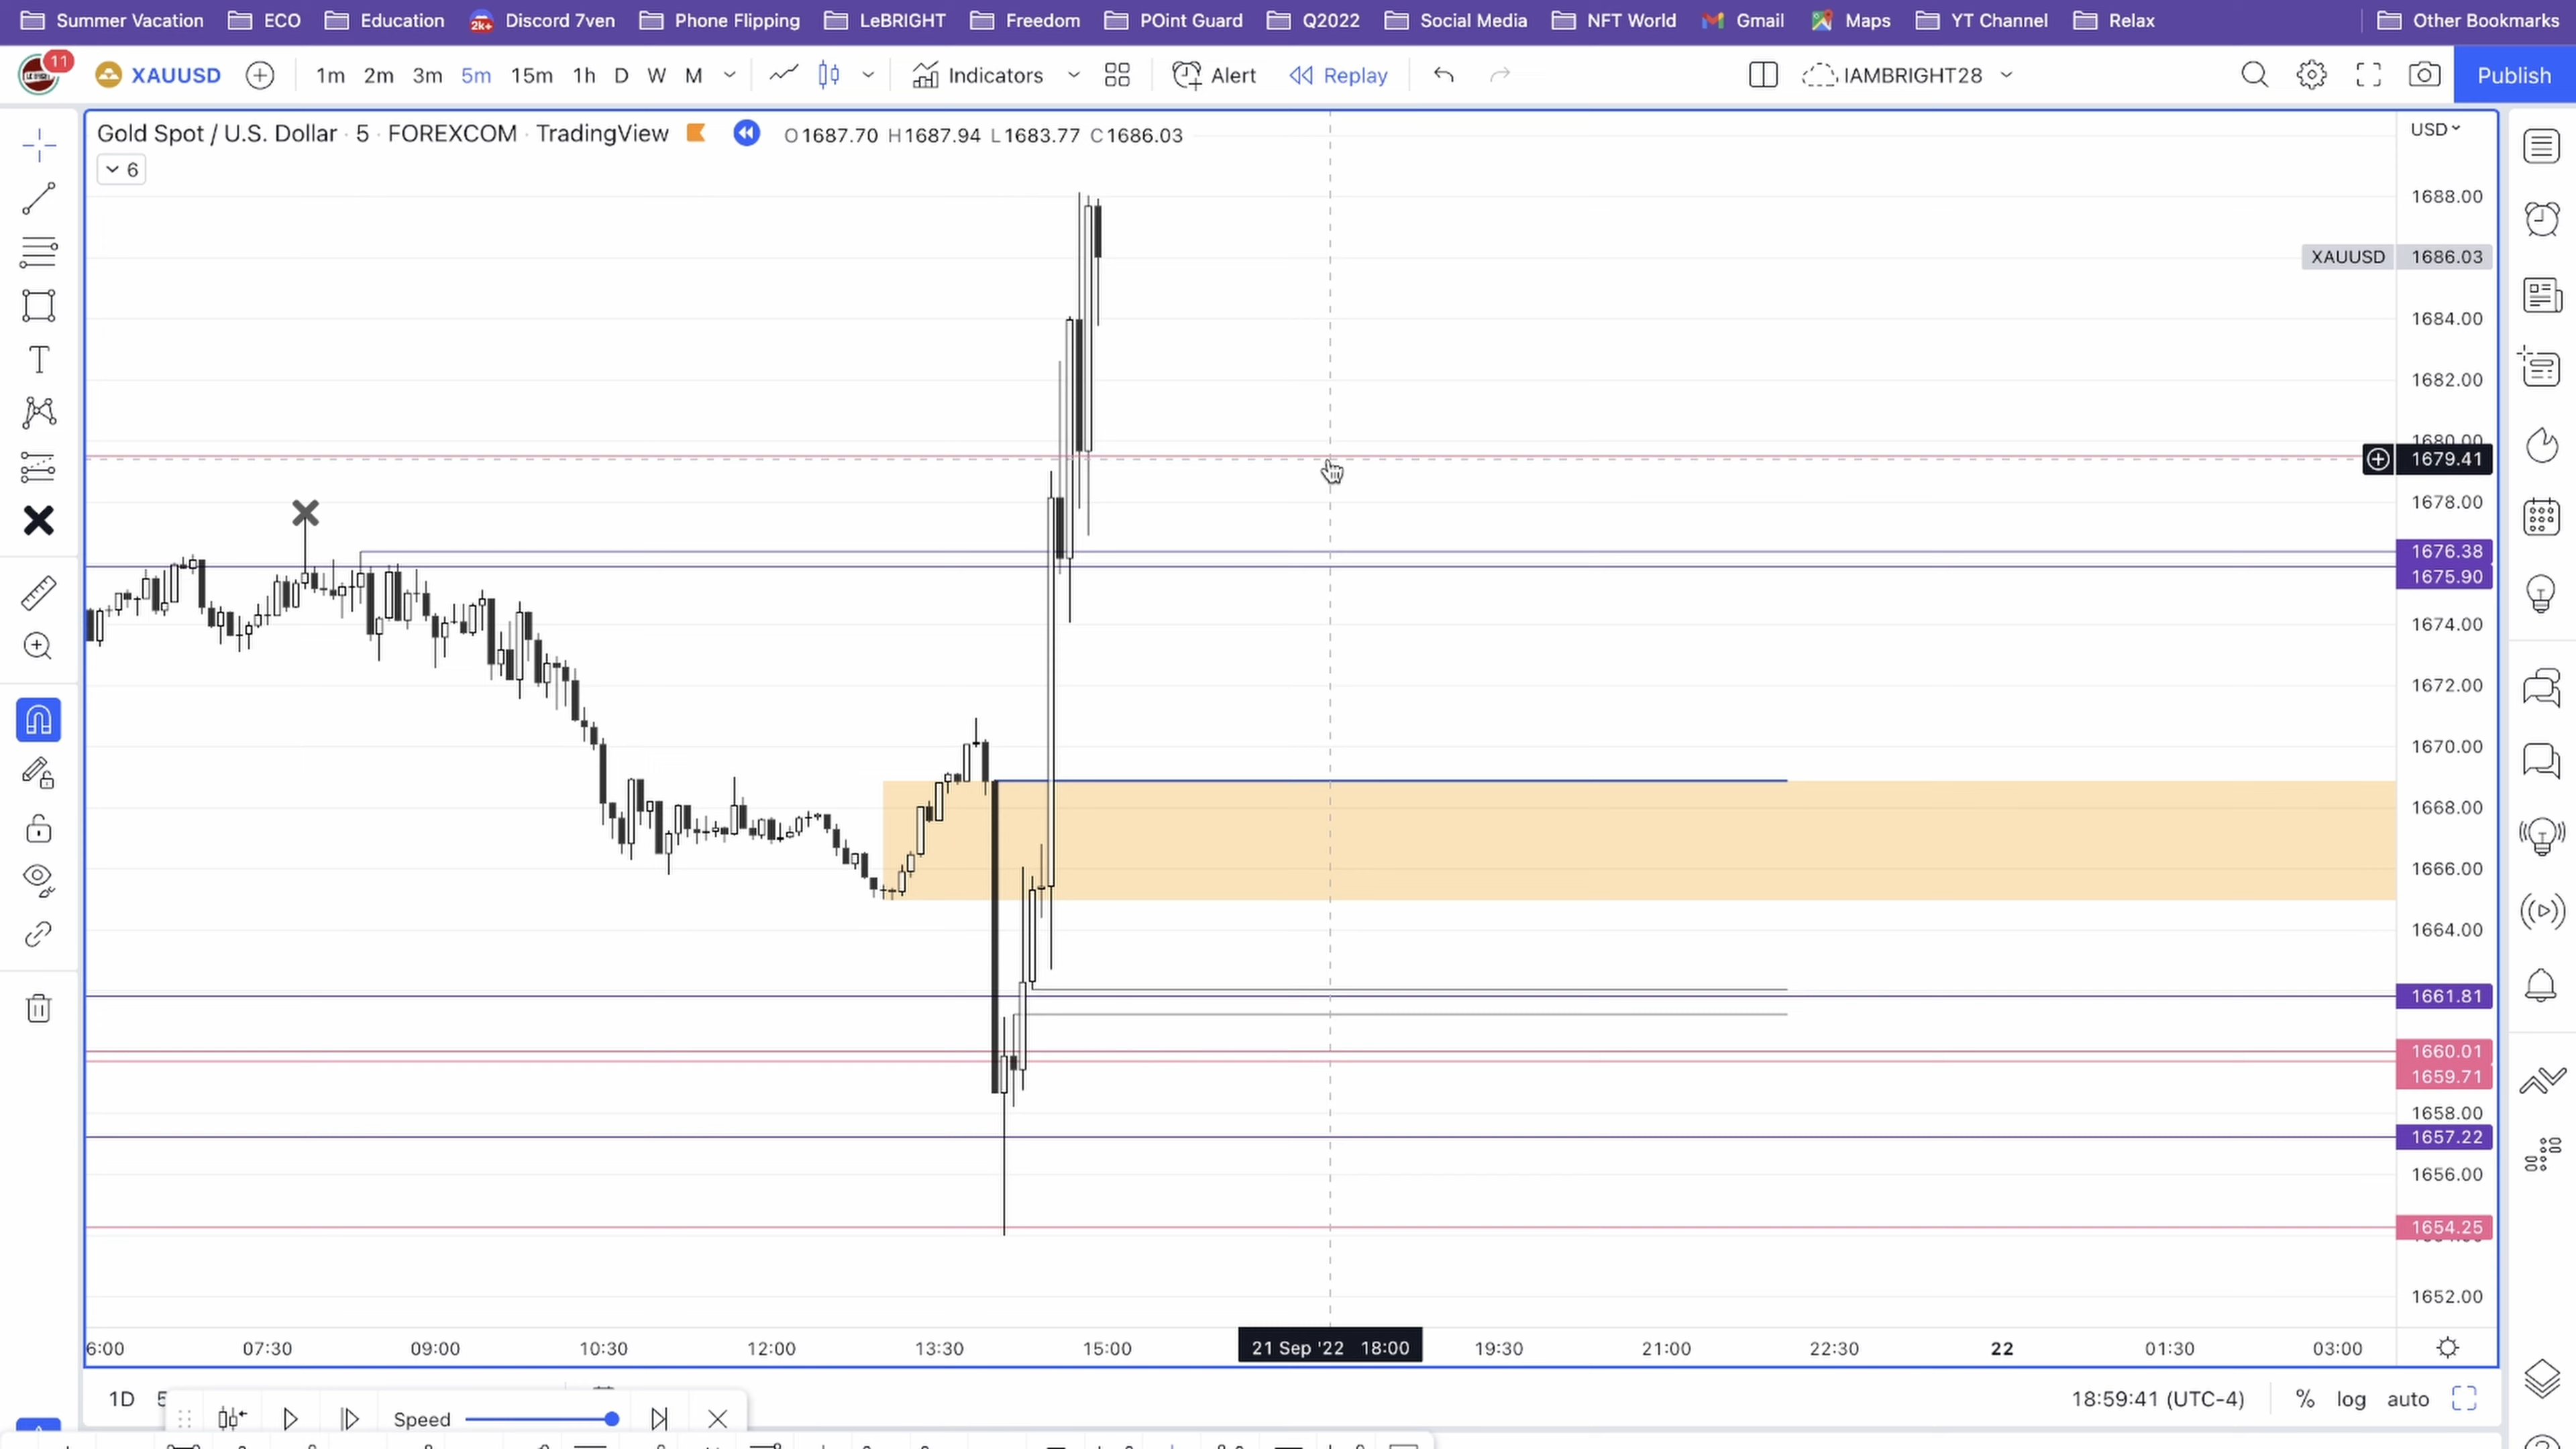 Summer Vacation ECO Education Discord 7ven Phone Flipping LeBRIGHT Freedom POint Guard Q2022 Social Media NFT World Gmail Maps YT Channel Relax Other Bookmarks
2k+
11 XAUUSD 1m 2m 3m 5m 15m 1h D W M Indicators Alert Replay IAMBRIGHT28 Publish
Gold Spot / U.S. Dollar · 5 · FOREXCOM · TradingView O1687.70 H1687.94 L1683.77 C1686.03 USD
6
1688.00
XAUUSD 1686.03
1684.00
1682.00
1680.00
1679.41
1678.00
1676.38
1675.90
1674.00
1672.00
1670.00
1668.00
1666.00
1664.00
1661.81
1660.01
1659.71
1658.00
1657.22
1656.00
1654.25
1652.00
6:00 07:30 09:00 10:30 12:00 13:30 15:00 21 Sep '22 18:00 19:30 21:00 22:30 22 01:30 03:00
1D 5 18:59:41 (UTC-4) % log auto
Speed